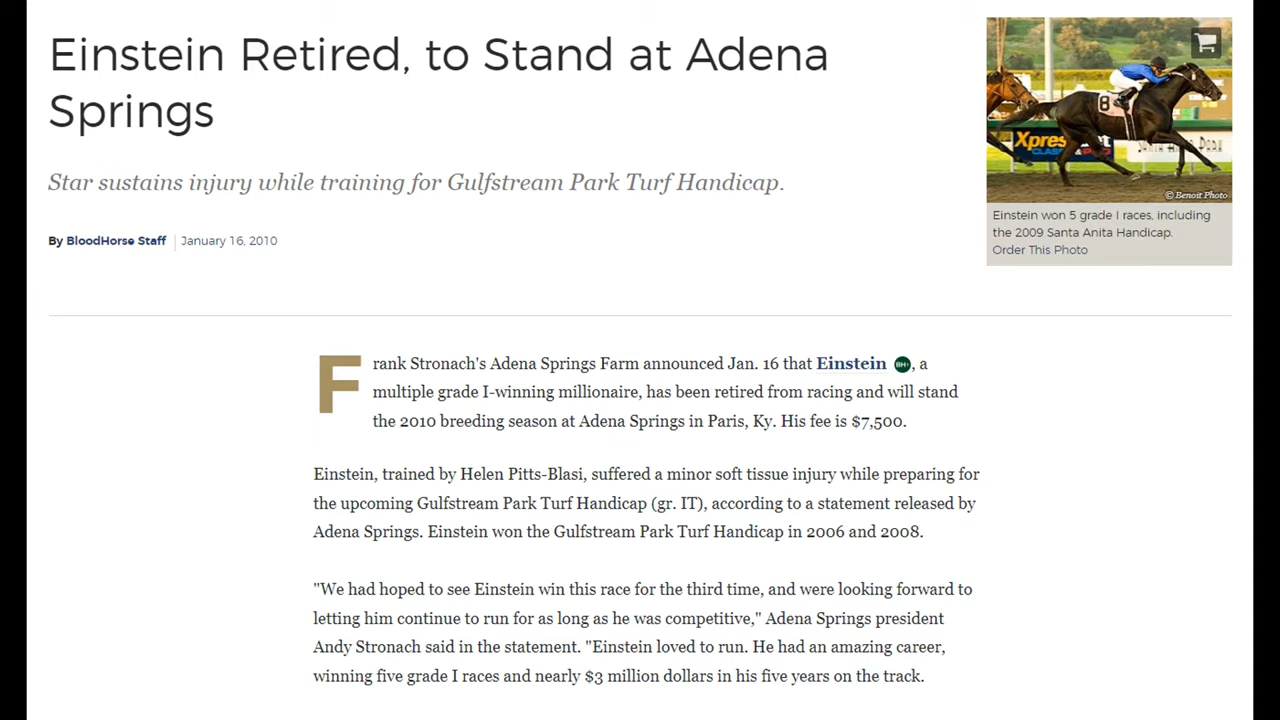 Einstein Retired, to Stand at Adena
Springs
Star sustains injury while training for Gulfstream Park Turf Handicap.
By BloodHorse Staff January 16, 2010
8
Xpres
© Benoit Photo
Einstein won 5 grade I races, including
the 2009 Santa Anita Handicap.
Order This Photo
Frank Stronach's Adena Springs Farm announced Jan. 16 that Einstein BH+, a
multiple grade I-winning millionaire, has been retired from racing and will stand
the 2010 breeding season at Adena Springs in Paris, Ky. His fee is $7,500.
Einstein, trained by Helen Pitts-Blasi, suffered a minor soft tissue injury while preparing for
the upcoming Gulfstream Park Turf Handicap (gr. IT), according to a statement released by
Adena Springs. Einstein won the Gulfstream Park Turf Handicap in 2006 and 2008.
"We had hoped to see Einstein win this race for the third time, and were looking forward to
letting him continue to run for as long as he was competitive," Adena Springs president
Andy Stronach said in the statement. "Einstein loved to run. He had an amazing career,
winning five grade I races and nearly $3 million dollars in his five years on the track.